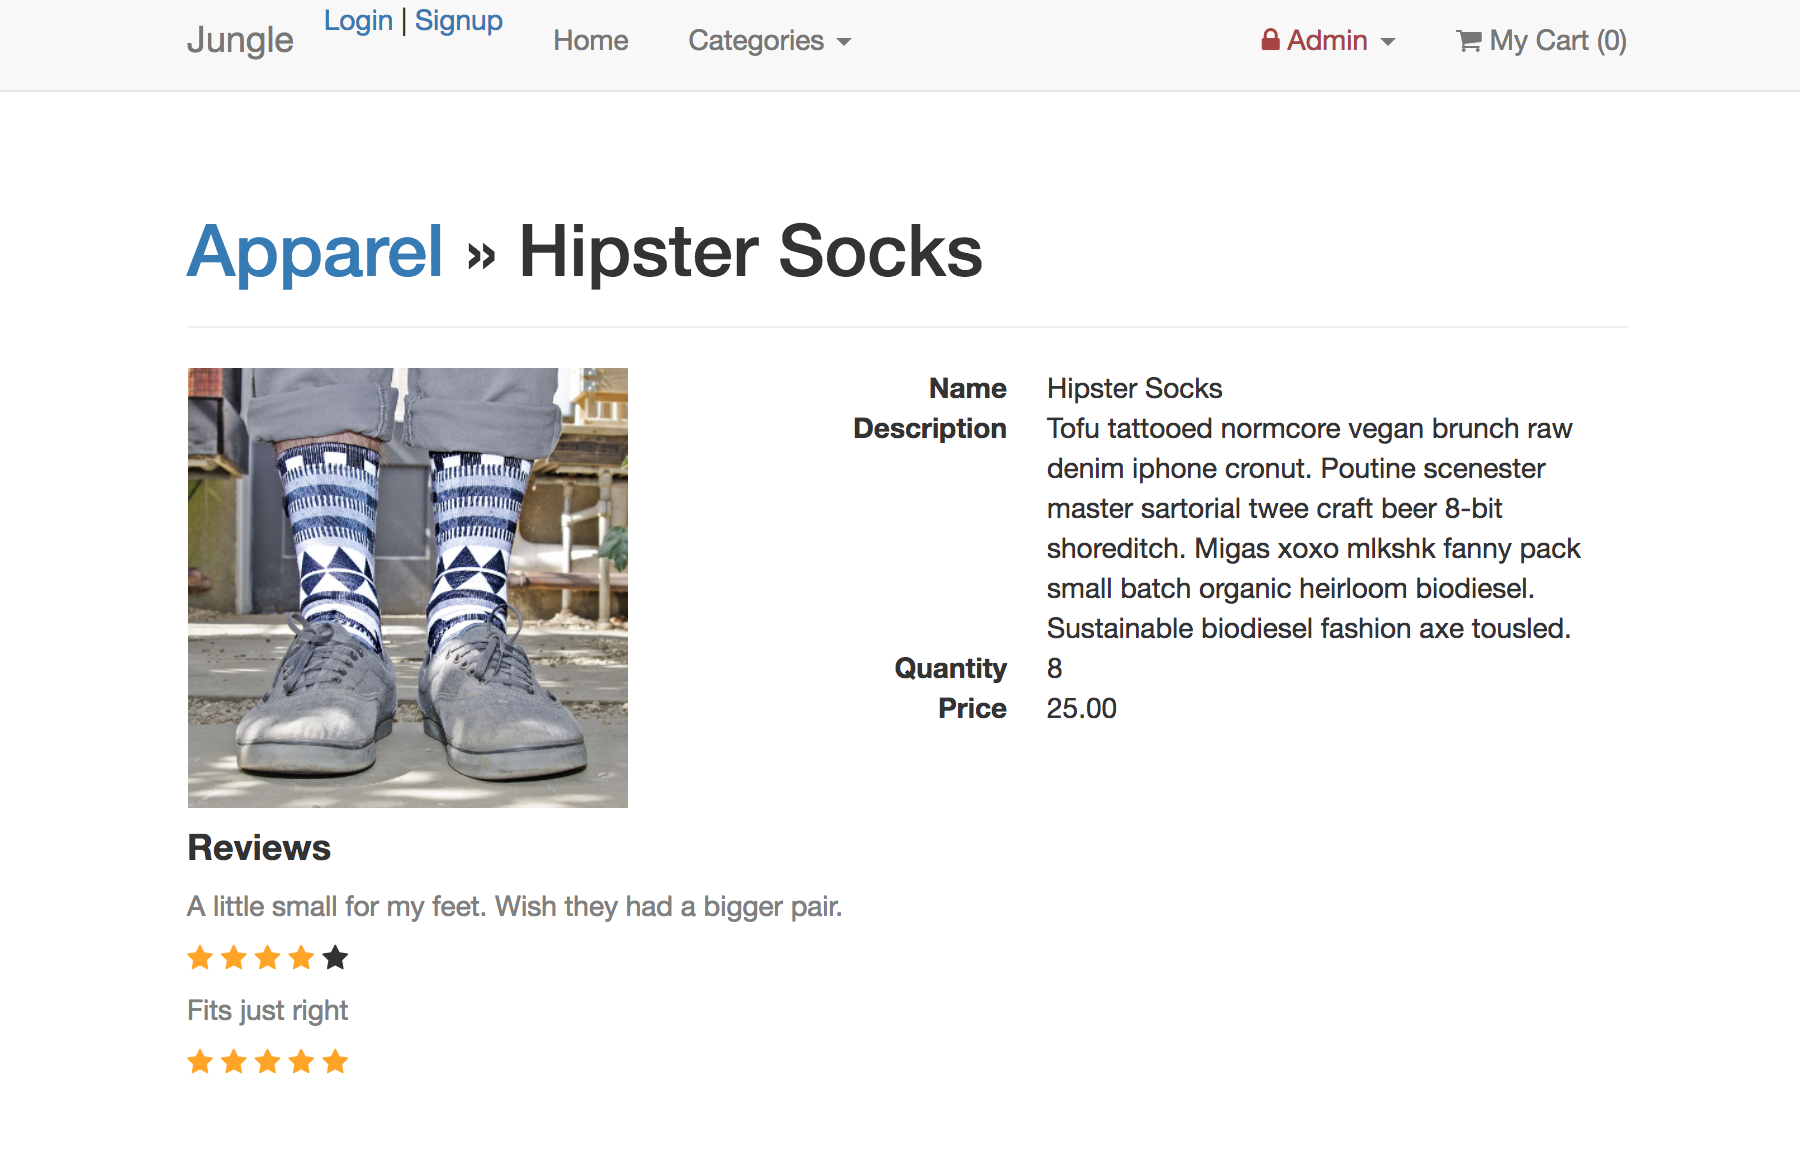 Jungle
Login | Signup
Home
Categories
Admin
My Cart (0)
Apparel » Hipster Socks
Name Hipster Socks
Description Tofu tattooed normcore vegan brunch raw
denim iphone cronut. Poutine scenester
master sartorial twee craft beer 8-bit
shoreditch. Migas xoxo mlkshk fanny pack
small batch organic heirloom biodiesel.
Sustainable biodiesel fashion axe tousled.
Quantity 8
Price 25.00
Reviews
A little small for my feet. Wish they had a bigger pair.
Fits just right